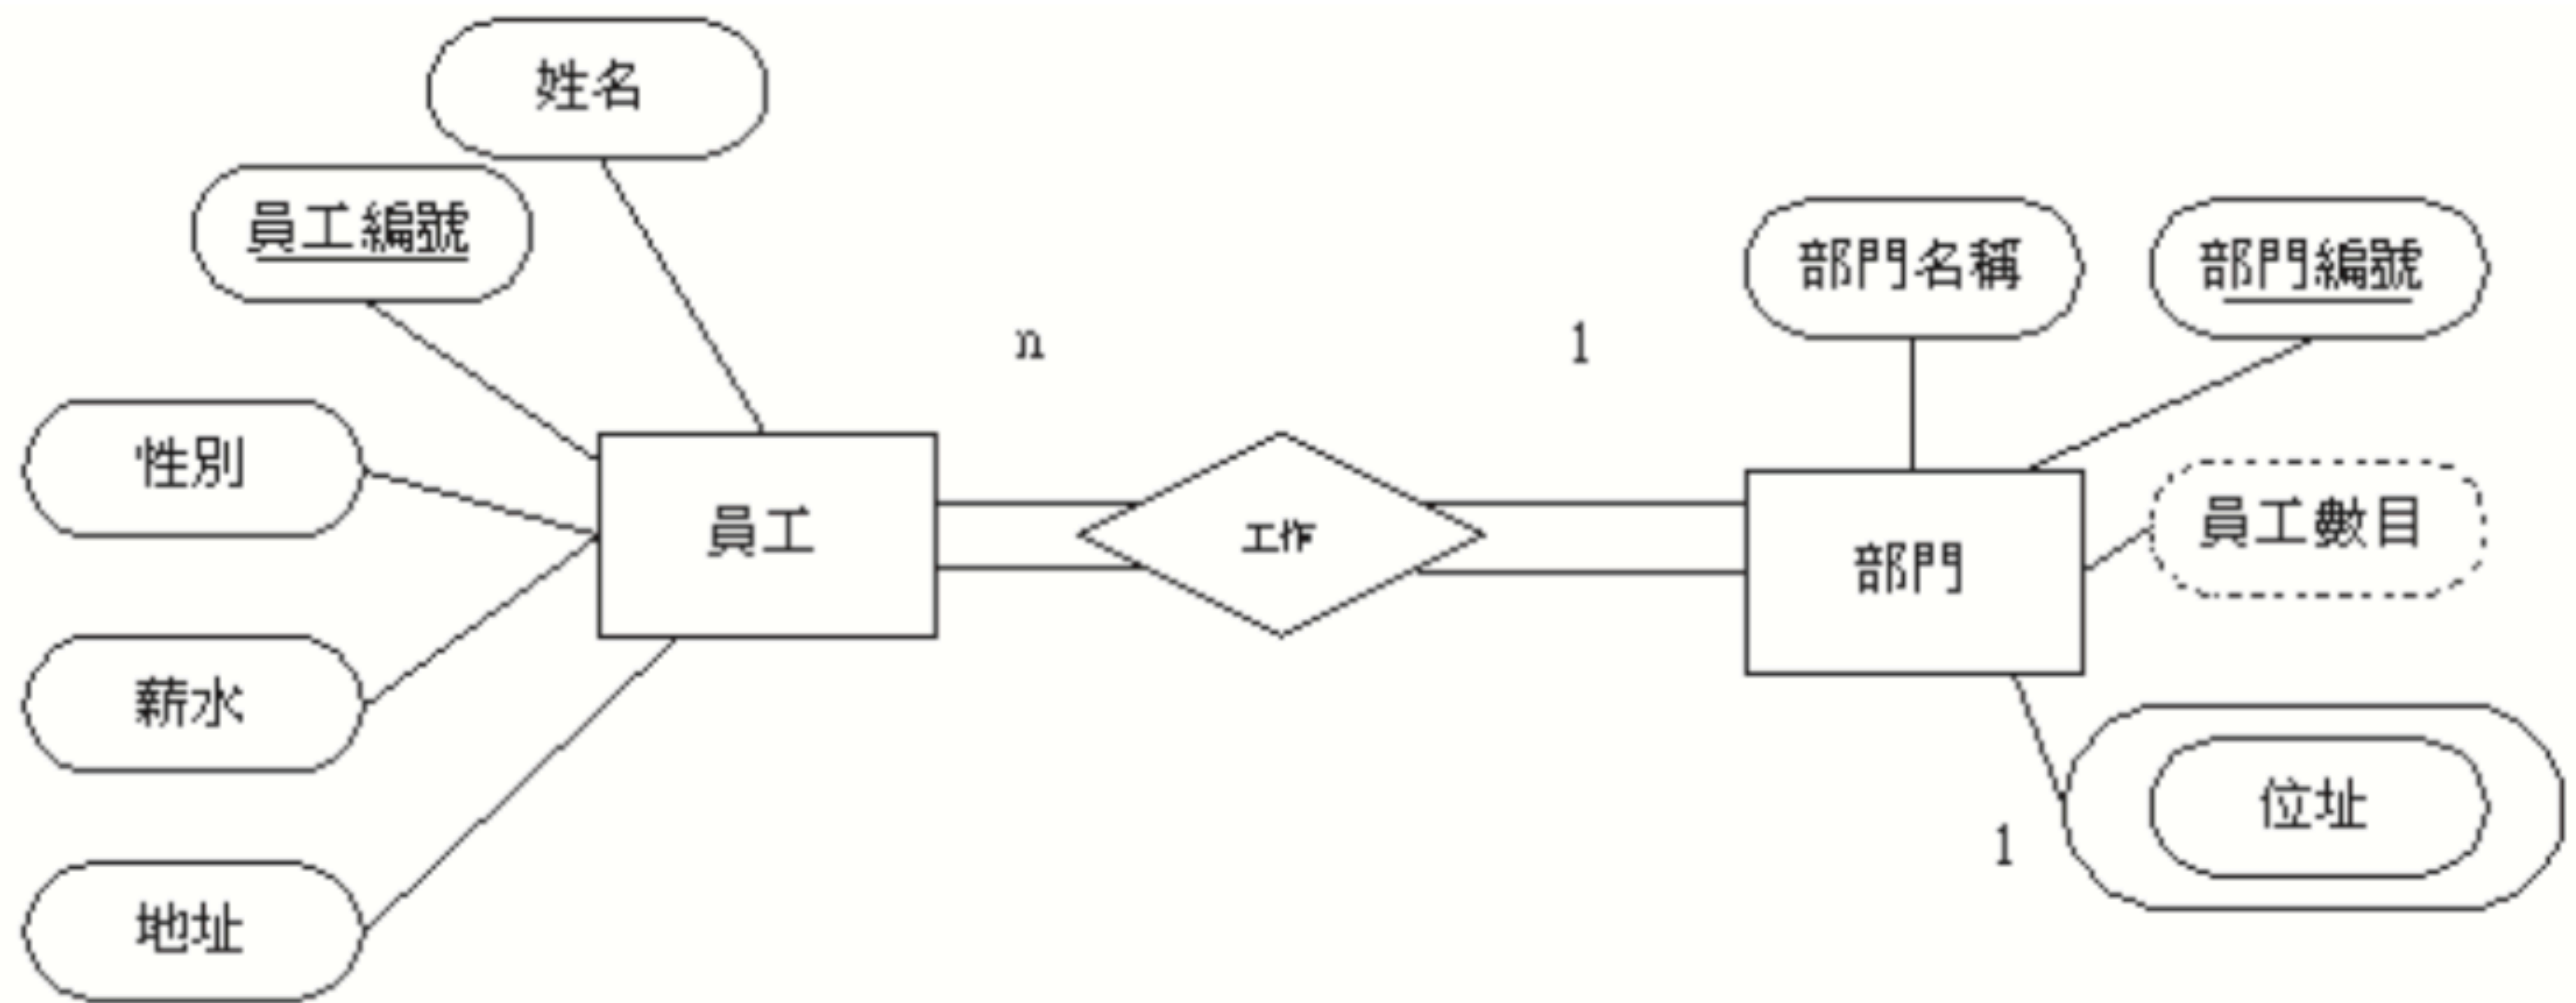 姓名
員工編號
部門名稱
部門編號
n
1
性別
員工
工作
部門
員工數目
薪水
位址
1
地址